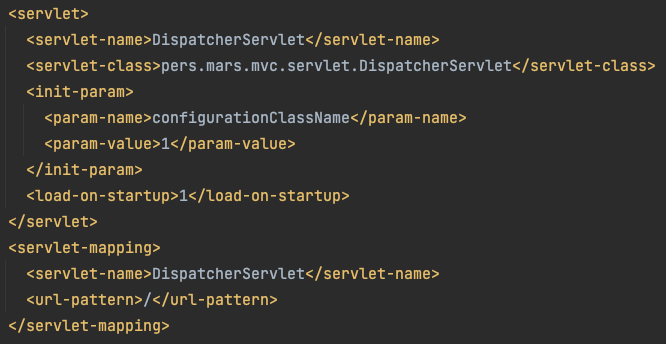 <servlet>
<servlet-name>DispatcherServlet</servlet-name>
<servlet-class>pers.mars.mvc.servlet.DispatcherServlet</servlet-class>
<init-param>
<param-name>configurationClassName</param-name>
<param-value>1</param-value>
</init-param>
<load-on-startup>1</load-on-startup>
</servlet>
<servlet-mapping>
<servlet-name>DispatcherServlet</servlet-name>
<url-pattern>/</url-pattern>
</servlet-mapping>